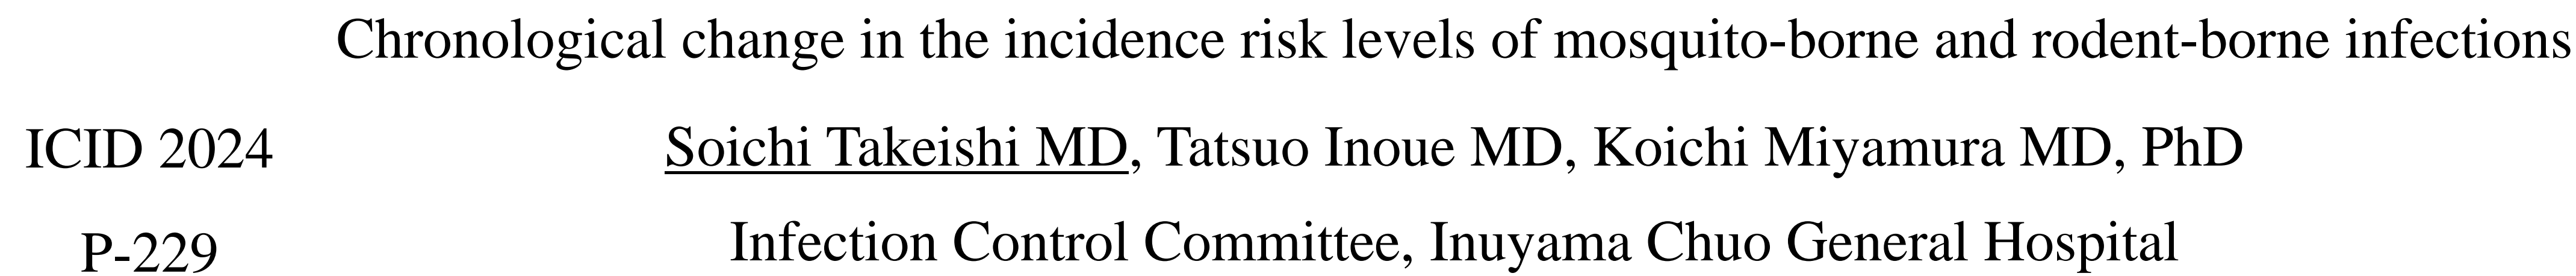 Chronological change in the incidence risk levels of mosquito-borne and rodent-borne infections
ICID 2024
Soichi Takeishi MD, Tatsuo Inoue MD, Koichi Miyamura MD, PhD
P-229
Infection Control Committee, Inuyama Chuo General Hospital